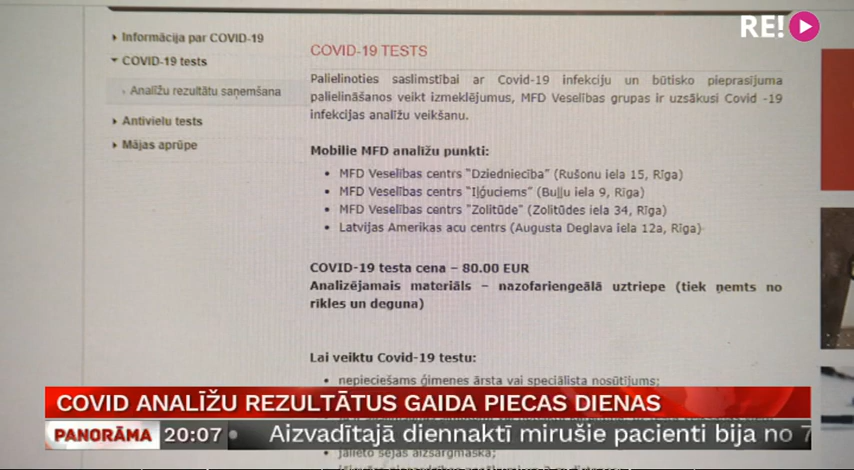 RE!
Informācija par COVID-19
COVID-19 tests
Analīžu rezultātu saņemšana
Antivielu tests
Mājas aprūpe
COVID-19 TESTS
Palielinoties saslimstībai ar Covid-19 infekciju un būtisko pieprasījuma
palielināšanos veikt izmeklējumus, MFD Veselības grupas ir uzsākusi Covid -19
infekcijas analīžu veikšanu.
Mobilie MFD analīžu punkti:
• MFD Veselības centrs "Dziedniecība" (Rušonu iela 15, Rīga)
• MFD Veselības centrs "Iļģuciems" (Buļļu iela 9, Rīga)
• MFD Veselības centrs "Zolitūde" (Zolitūdes iela 34, Rīga)
• Latvijas Amerikas acu centrs (Augusta Deglava iela 12a, Rīga)
COVID-19 testa cena – 80.00 EUR
Analizējamais materiāls – nazofariengeālā uztriepe (tiek ņemts no
rīkles un deguna)
Lai veiktu Covid-19 testu:
• nepieciešams ģimenes ārsta vai speciālista nosūtījums;
COVID ANALĪŽU REZULTĀTUS GAIDA PIECAS DIENAS
PANORĀMA 20:07 Aizvadītajā diennaktī mirušie pacienti bija no 7
• jālieto sejas aizsargmaska;